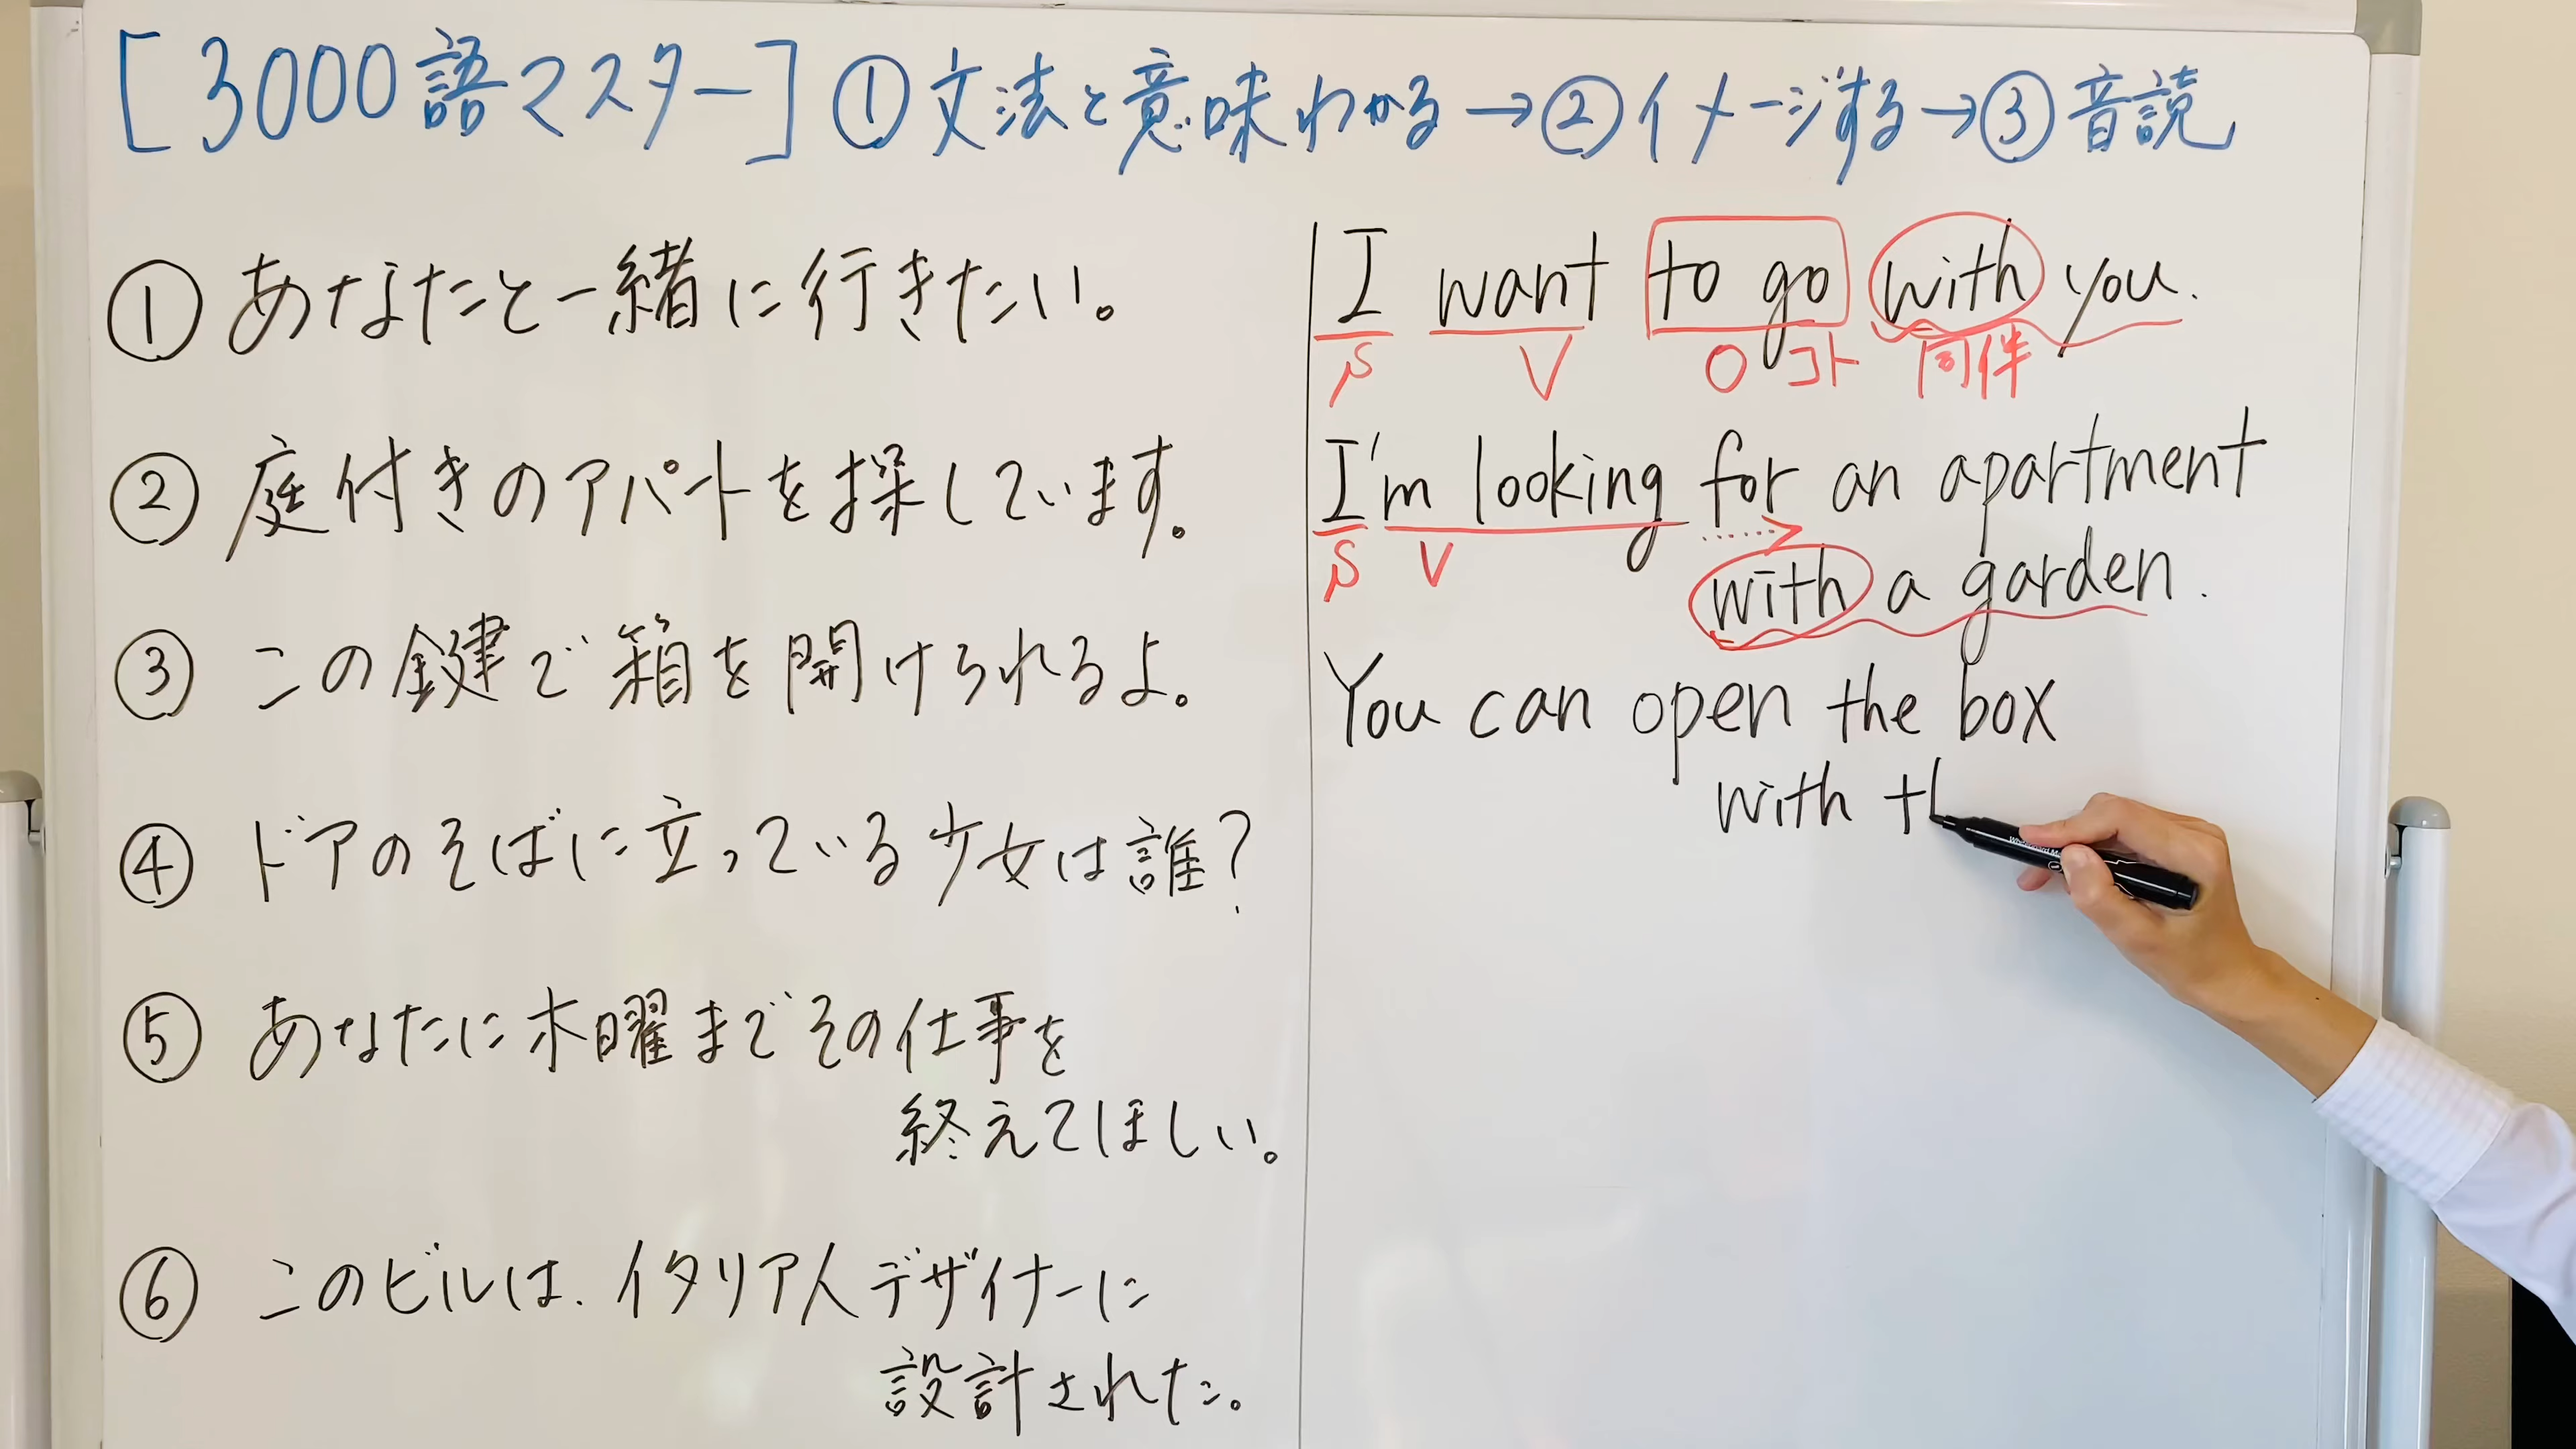 [3000語マスター] ①文法と意味わかる→②イメージする→③音読
① あなたと一緒に行きたい。
② 庭付きのアパートを探しています。
③ この鍵で箱を開けられるよ。
④ ドアのそばに立っている少女は誰?
⑤ あなたに木曜までその仕事を
終えてほしい。
⑥ このビルは、イタリア人デザイナーに
設計された。
I want to go with you.
S V O コト 同伴
I'm looking for an apartment
S V
with a garden.
You can open the box
with th